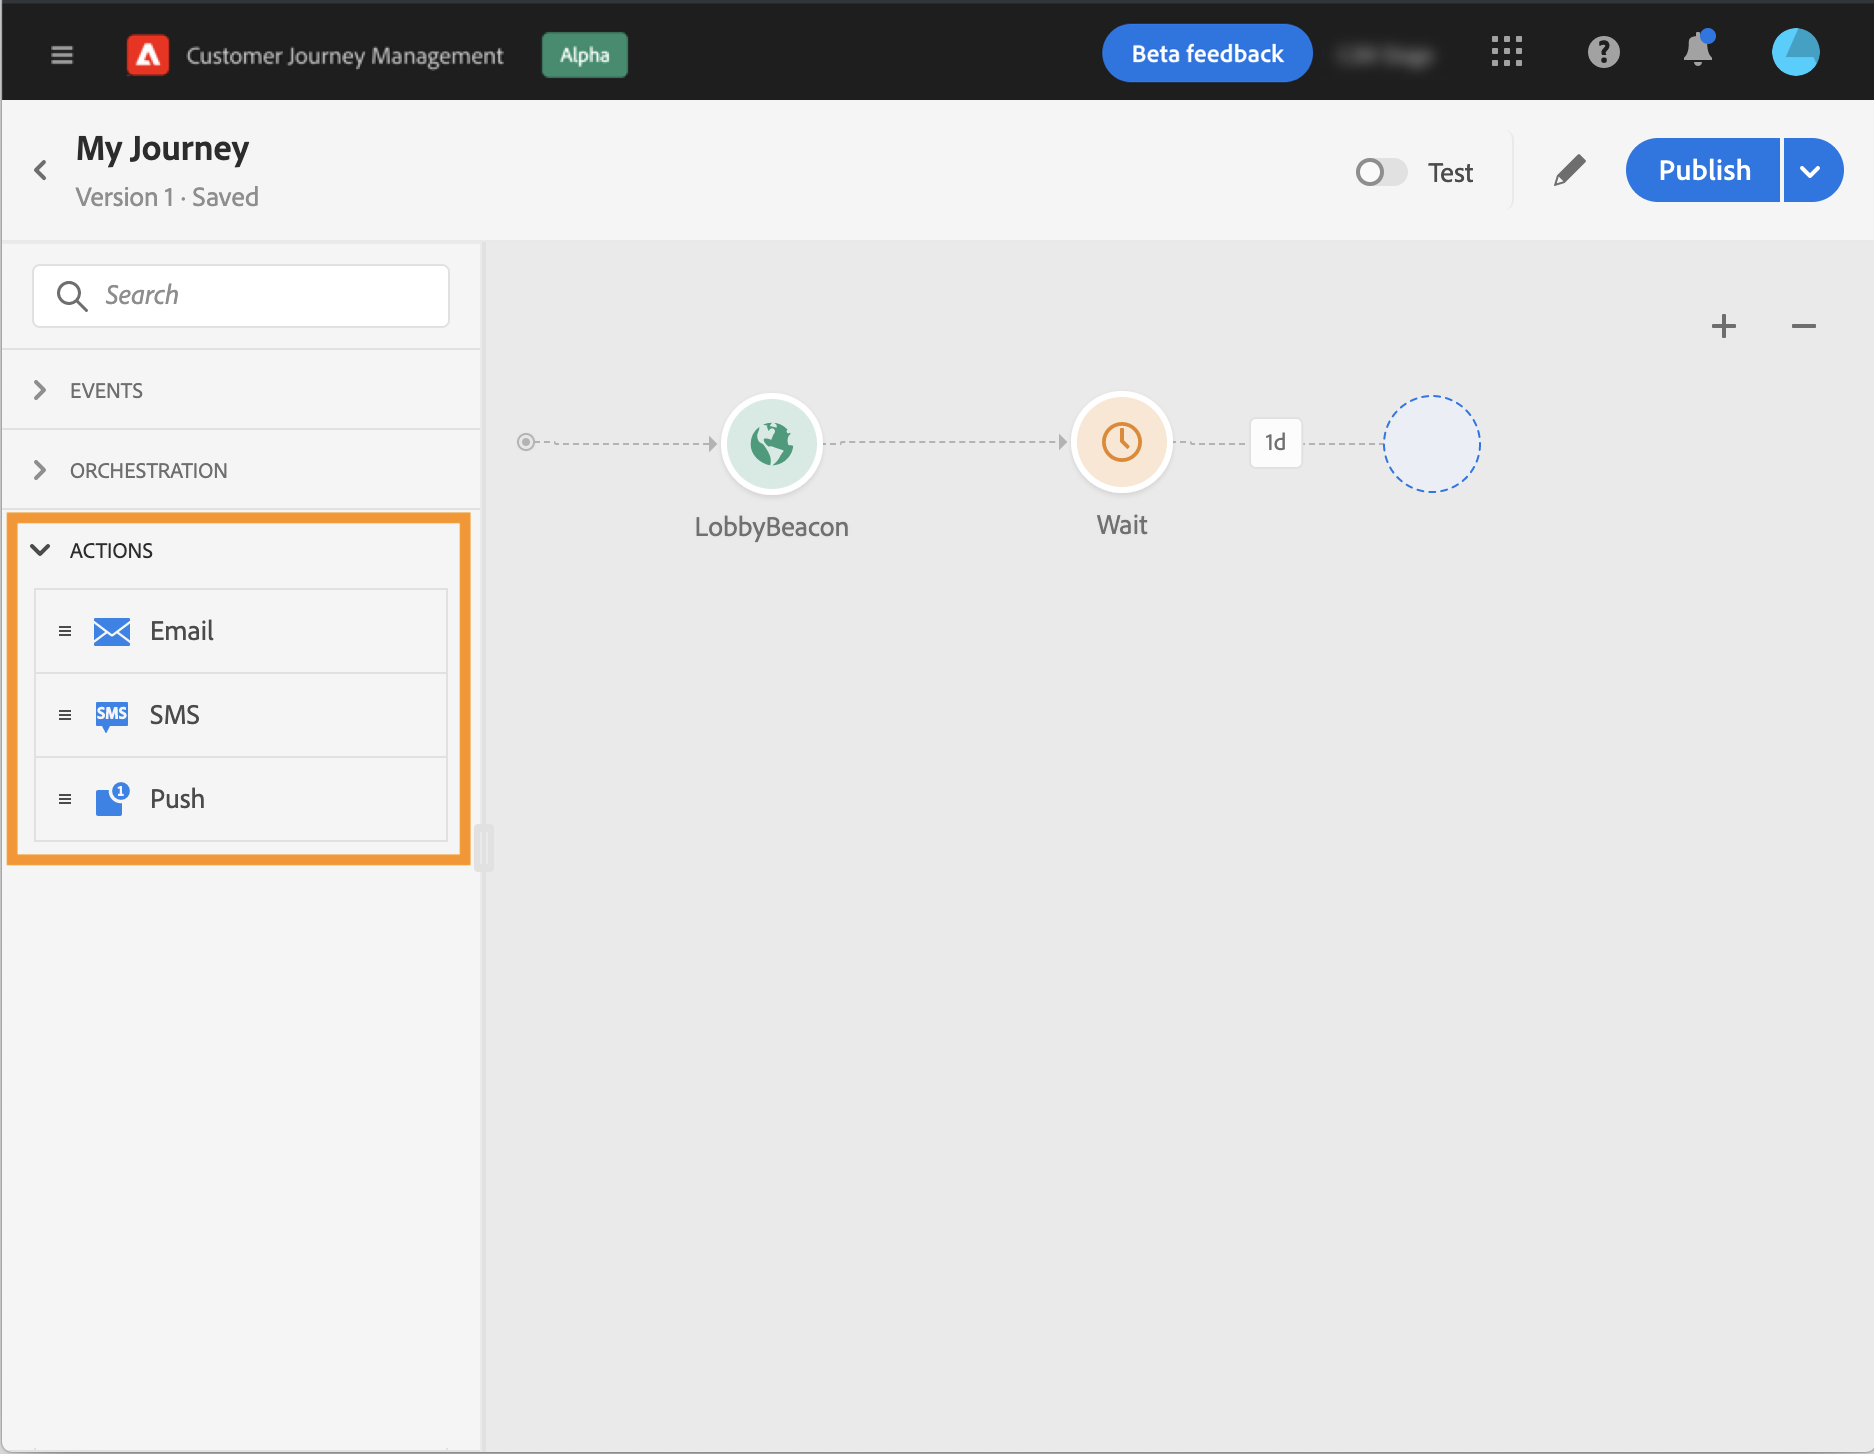 Customer Journey Management
Alpha
Beta feedback
My Journey
Version 1 · Saved
Test
Publish
Search
EVENTS
ORCHESTRATION
ACTIONS
Email
SMS
SMS
1
Push
1d
LobbyBeacon
Wait